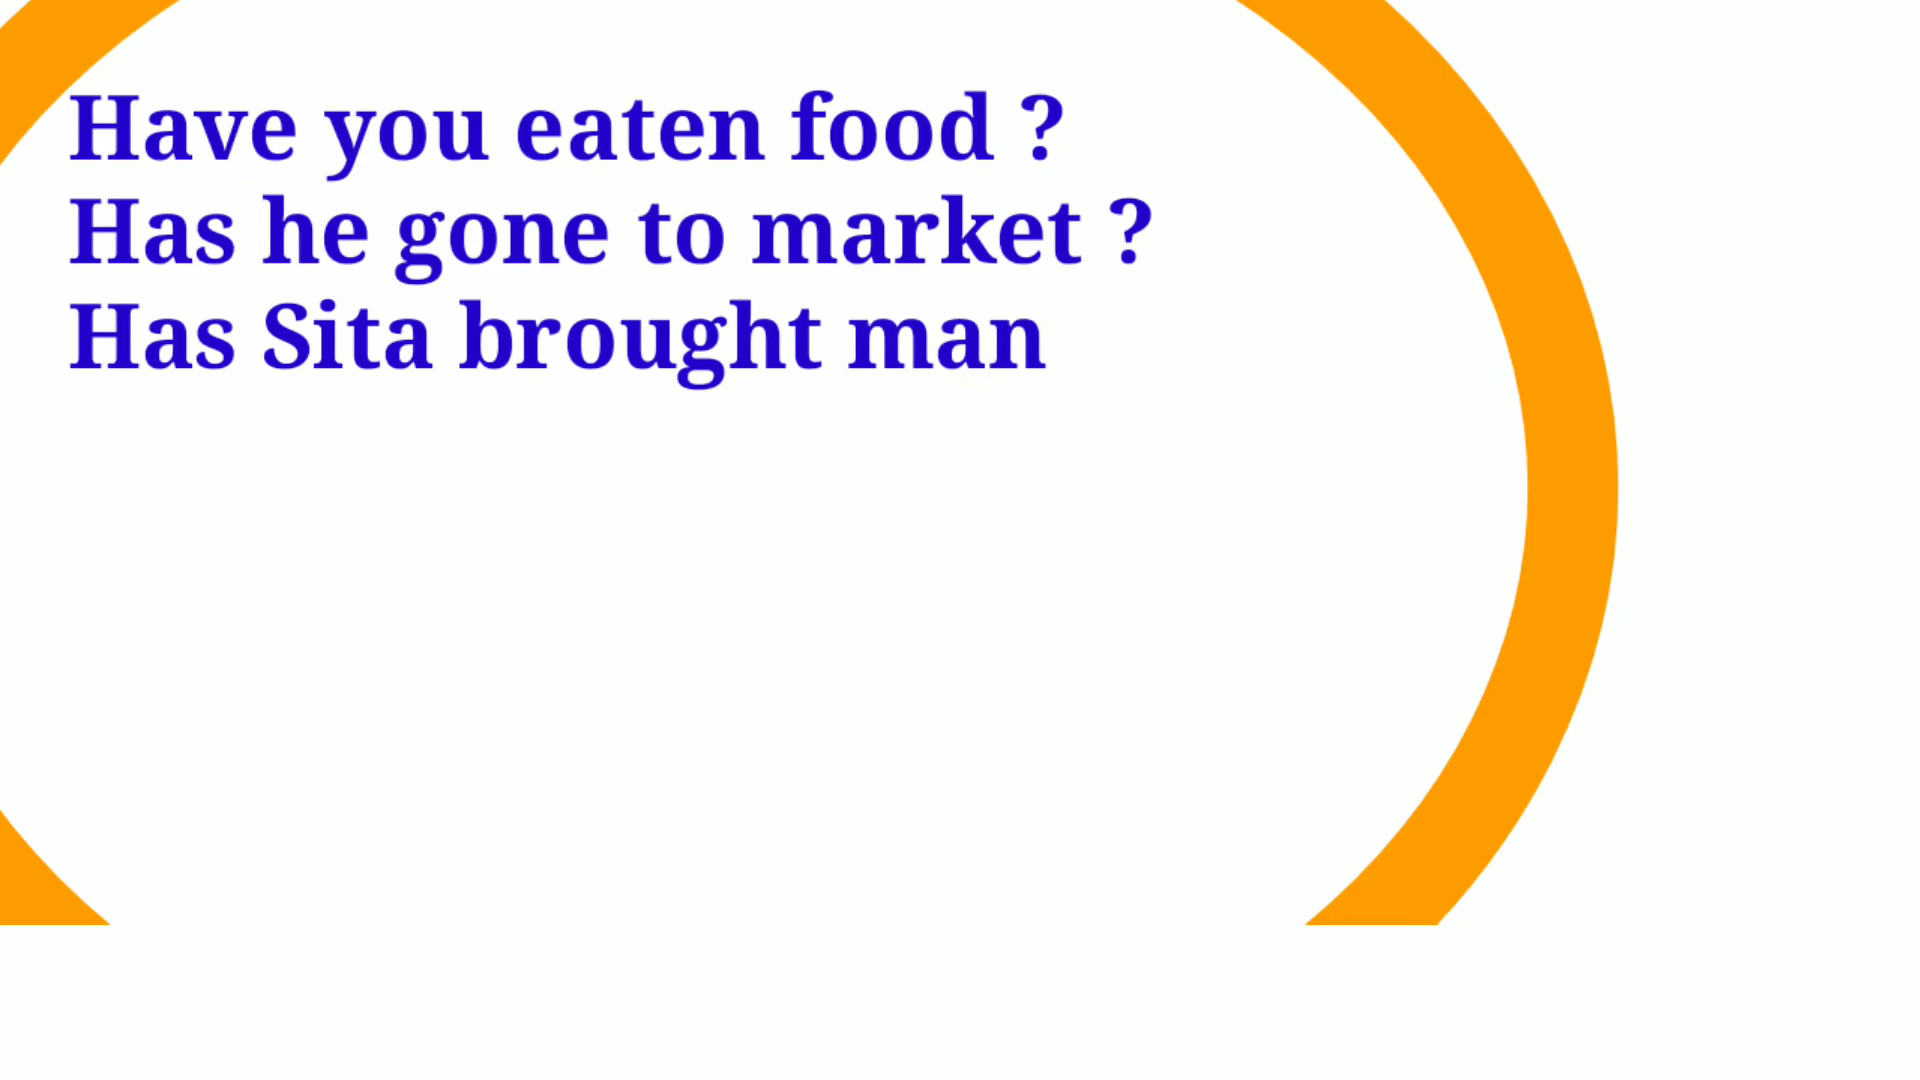 Have you eaten food ?
Has he gone to market ?
Has Sita brought man